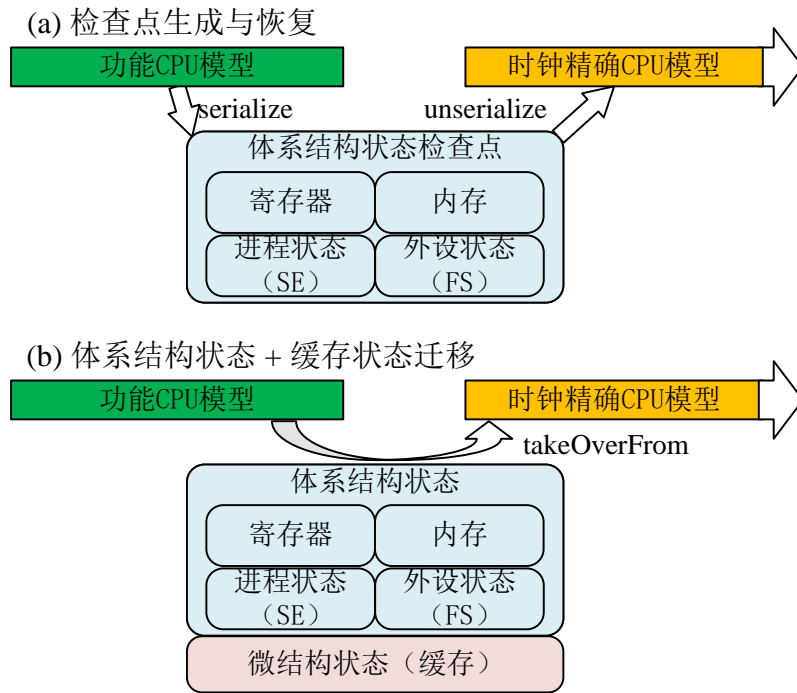 (a) 检查点生成与恢复
功能CPU模型
时钟精确CPU模型
serialize
unserialize
体系结构状态检查点
寄存器
内存
进程状态
（SE）
外设状态
（FS）
(b) 体系结构状态 + 缓存状态迁移
功能CPU模型
时钟精确CPU模型
takeOverFrom
体系结构状态
寄存器
内存
进程状态
（SE）
外设状态
（FS）
微结构状态（缓存）